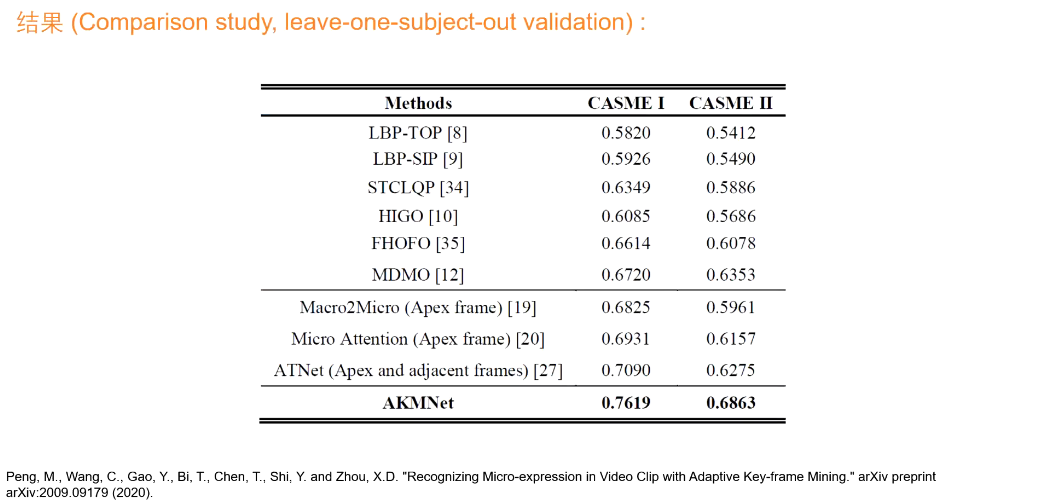 结果 (Comparison study, leave-one-subject-out validation) :
Methods CASME I CASME II
LBP-TOP [8] 0.5820 0.5412
LBP-SIP [9] 0.5926 0.5490
STCLQP [34] 0.6349 0.5886
HIGO [10] 0.6085 0.5686
FHOFO [35] 0.6614 0.6078
MDMO [12] 0.6720 0.6353
Macro2Micro (Apex frame) [19] 0.6825 0.5961
Micro Attention (Apex frame) [20] 0.6931 0.6157
ATNet (Apex and adjacent frames) [27] 0.7090 0.6275
AKMNet 0.7619 0.6863
Peng, M., Wang, C., Gao, Y., Bi, T., Chen, T., Shi, Y. and Zhou, X.D. "Recognizing Micro-expression in Video Clip with Adaptive Key-frame Mining." arXiv preprint
arXiv:2009.09179 (2020).